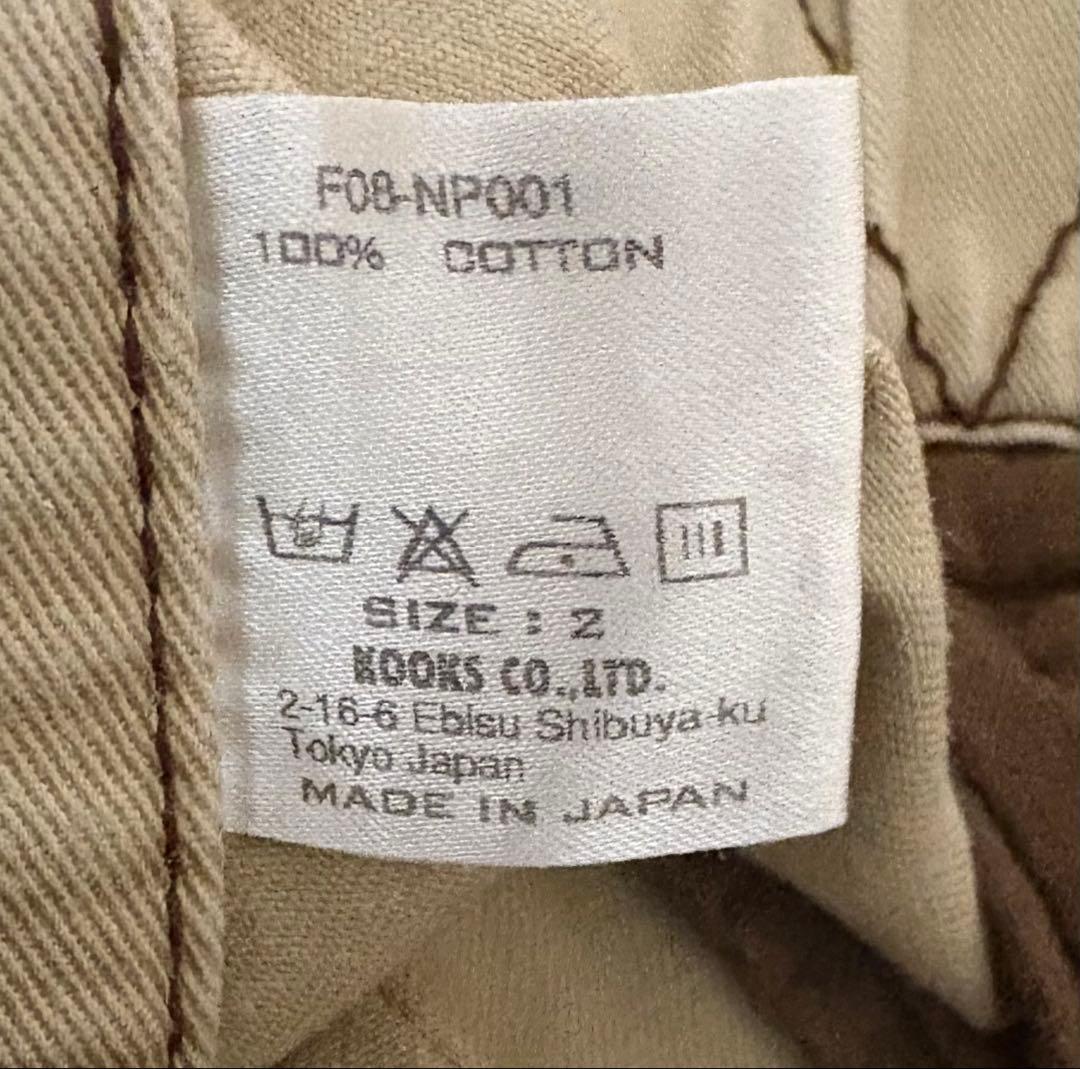 F08-NP001
100% COTTON
SIZE : 2
NOOKS CO.,LTD.
2-16-6 Ebisu Shibuya-ku
Tokyo Japan
MADE IN JAPAN